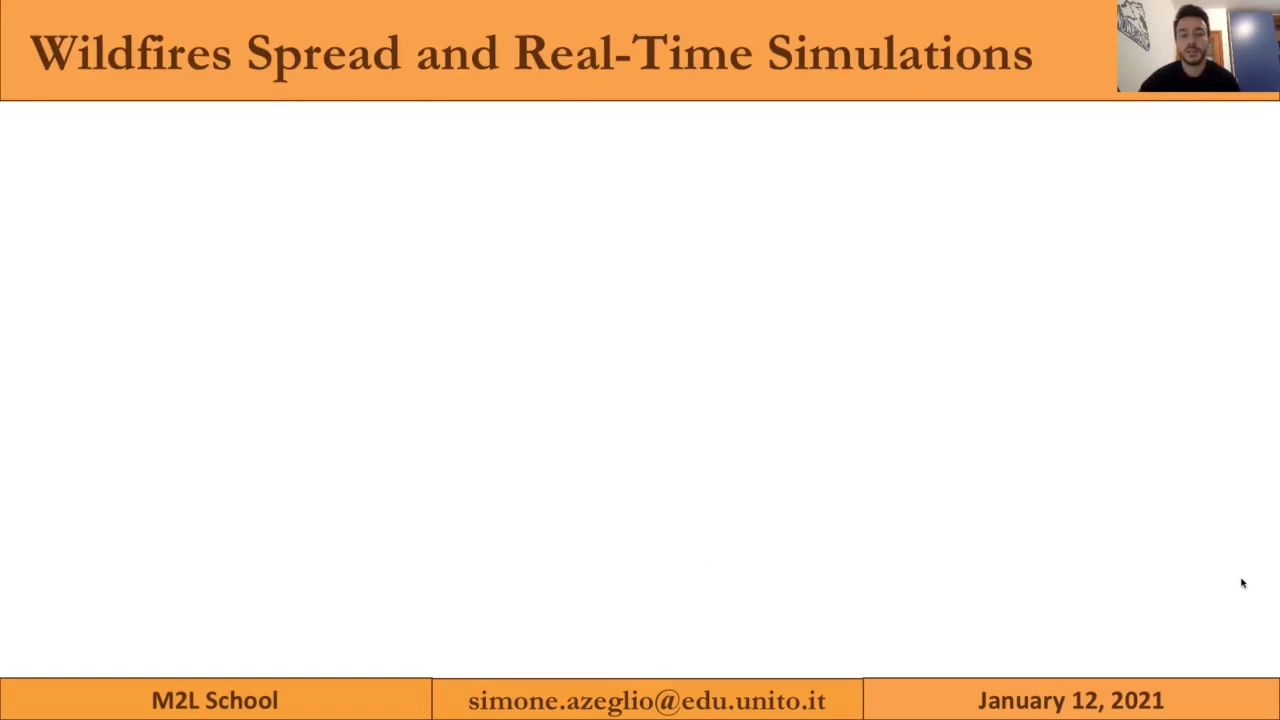 Wildfires Spread and Real-Time Simulations
M2L School
simone.azeglio@edu.unito.it
January 12, 2021